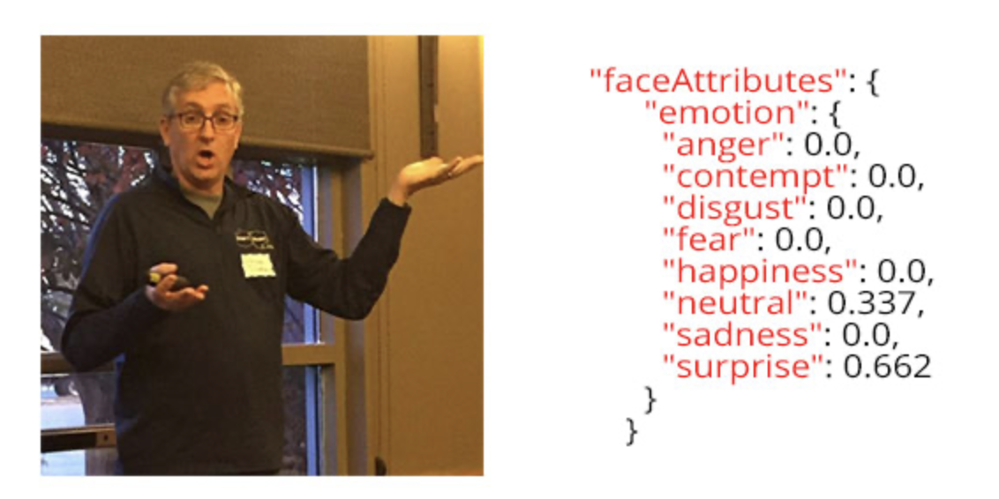 "faceAttributes": {
"emotion": {
"anger": 0.0,
"contempt": 0.0,
"disgust": 0.0,
"fear": 0.0,
"happiness": 0.0,
"neutral": 0.337,
"sadness": 0.0,
"surprise": 0.662
}
}